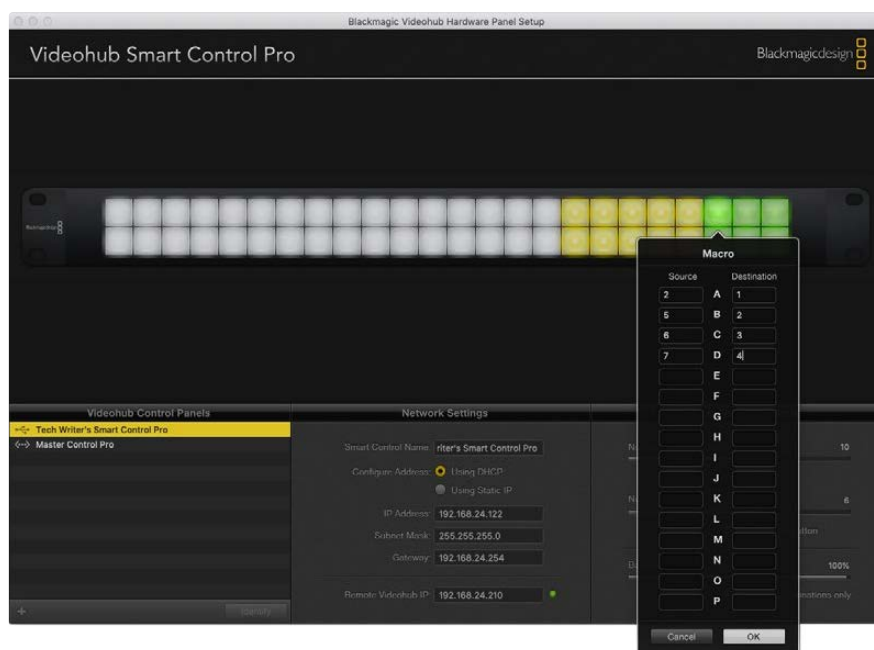 Blackmagic Videohub Hardware Panel Setup
Videohub Smart Control Pro
Blackmagicdesign
Macro
Source Destination
2 A 1
5 B 2
6 C 3
7 D 4
E
F
G
H
I
J
K
L
M
N
O
P
Cancel OK
Videohub Control Panels
Tech Writer's Smart Control Pro
Master Control Pro
+ Identify
Network Settings
Smart Control Name: riter's Smart Control Pro
Configure Address: Using DHCP
Using Static IP
IP Address: 192.168.24.122
Subnet Mask: 255.255.255.0
Gateway: 192.168.24.254
Remote Videohub IP: 192.168.24.210
10
6
100%
only